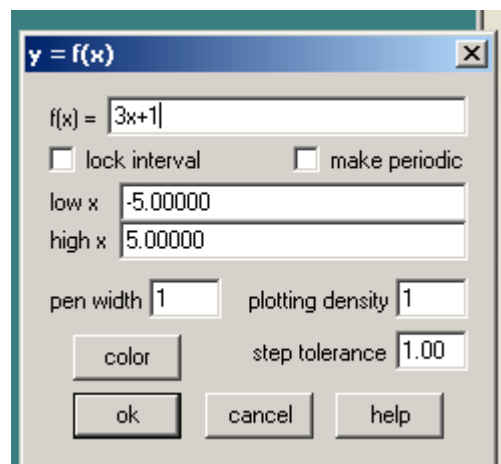 y = f(x)
f(x) = 3x+1
lock interval make periodic
low x -5.00000
high x 5.00000
pen width 1 plotting density 1
color step tolerance 1.00
ok cancel help